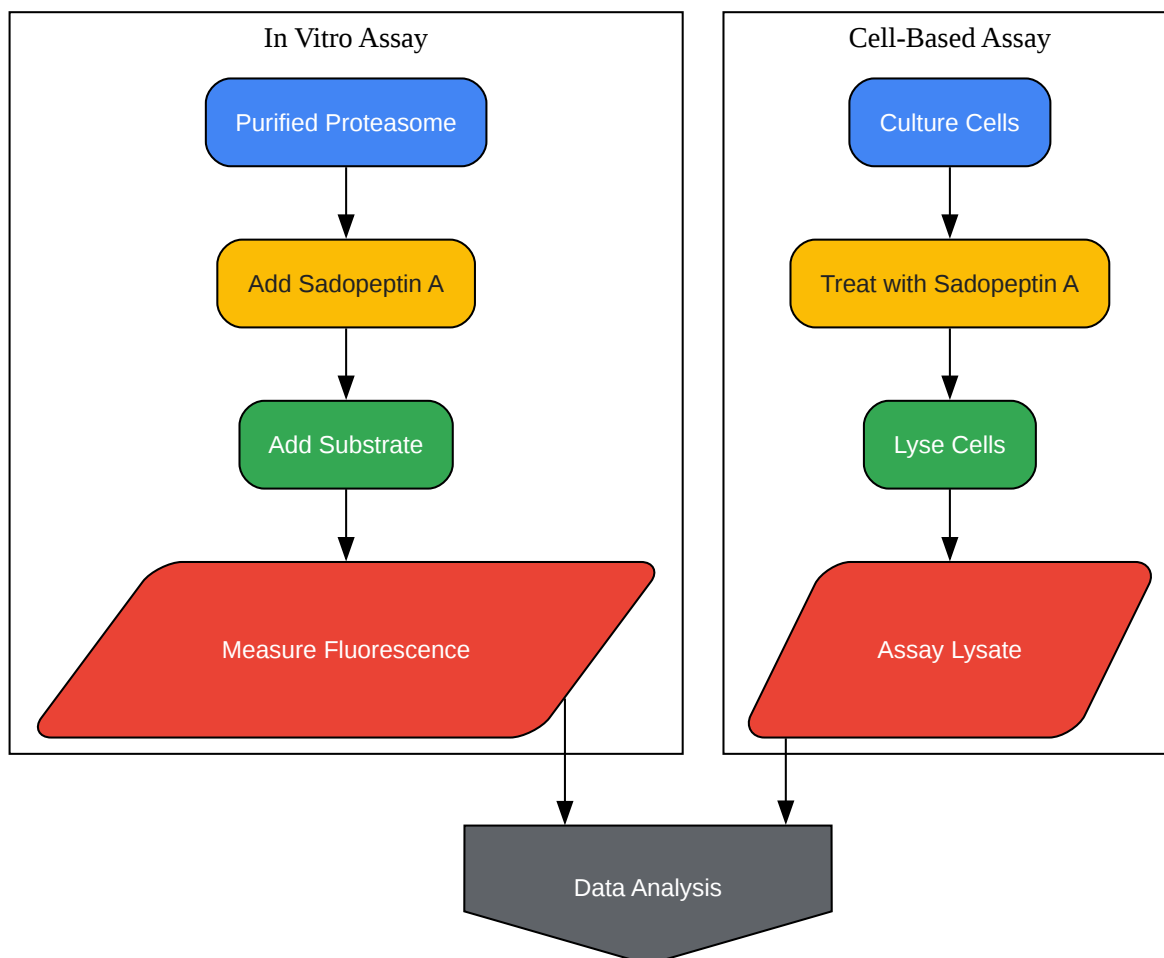 In Vitro Assay
Purified Proteasome
Add Sadopeptin A
Add Substrate
Measure Fluorescence
Cell-Based Assay
Culture Cells
Treat with Sadopeptin A
Lyse Cells
Assay Lysate
Data Analysis